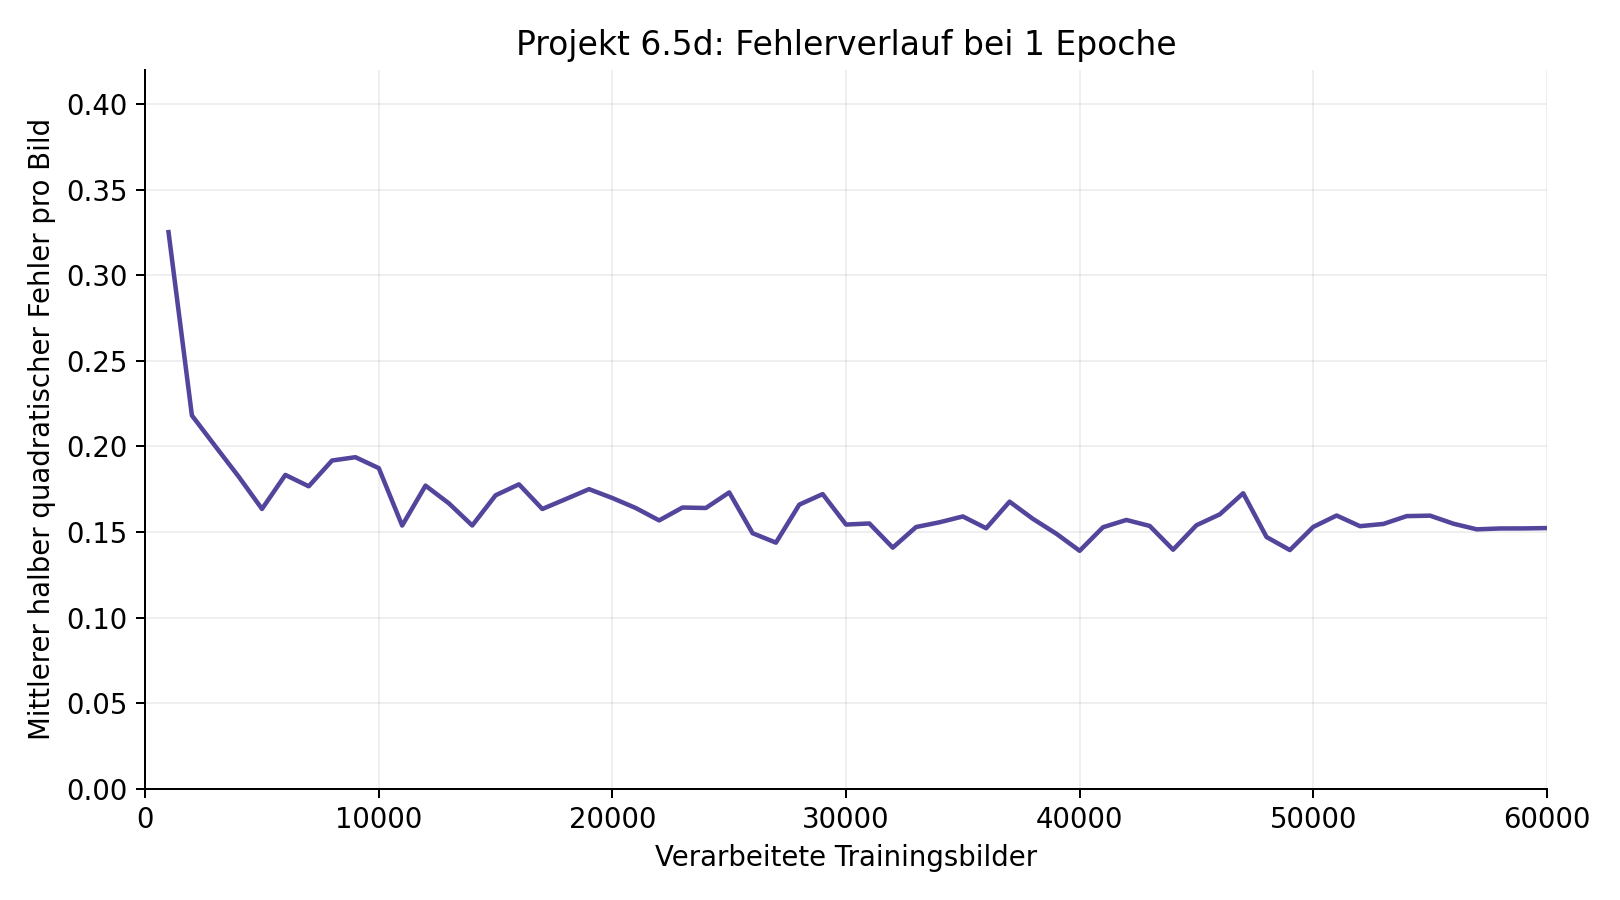 Projekt 6.5d: Fehlerverlauf bei 1 Epoche
Mittlerer halber quadratischer Fehler pro Bild
0.40
0.35
0.30
0.25
0.20
0.15
0.10
0.05
0.00
0 10000 20000 30000 40000 50000 60000
Verarbeitete Trainingsbilder